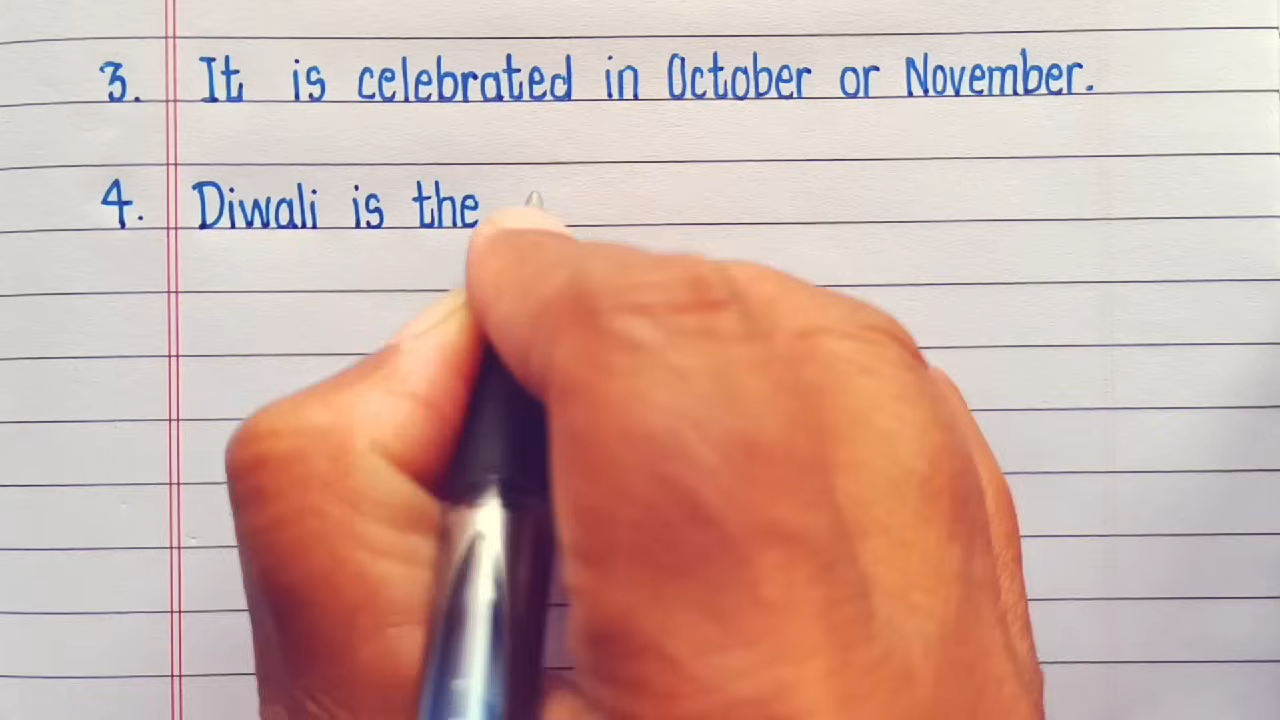 3. It is celebrated in October or November.
4. Diwali is the